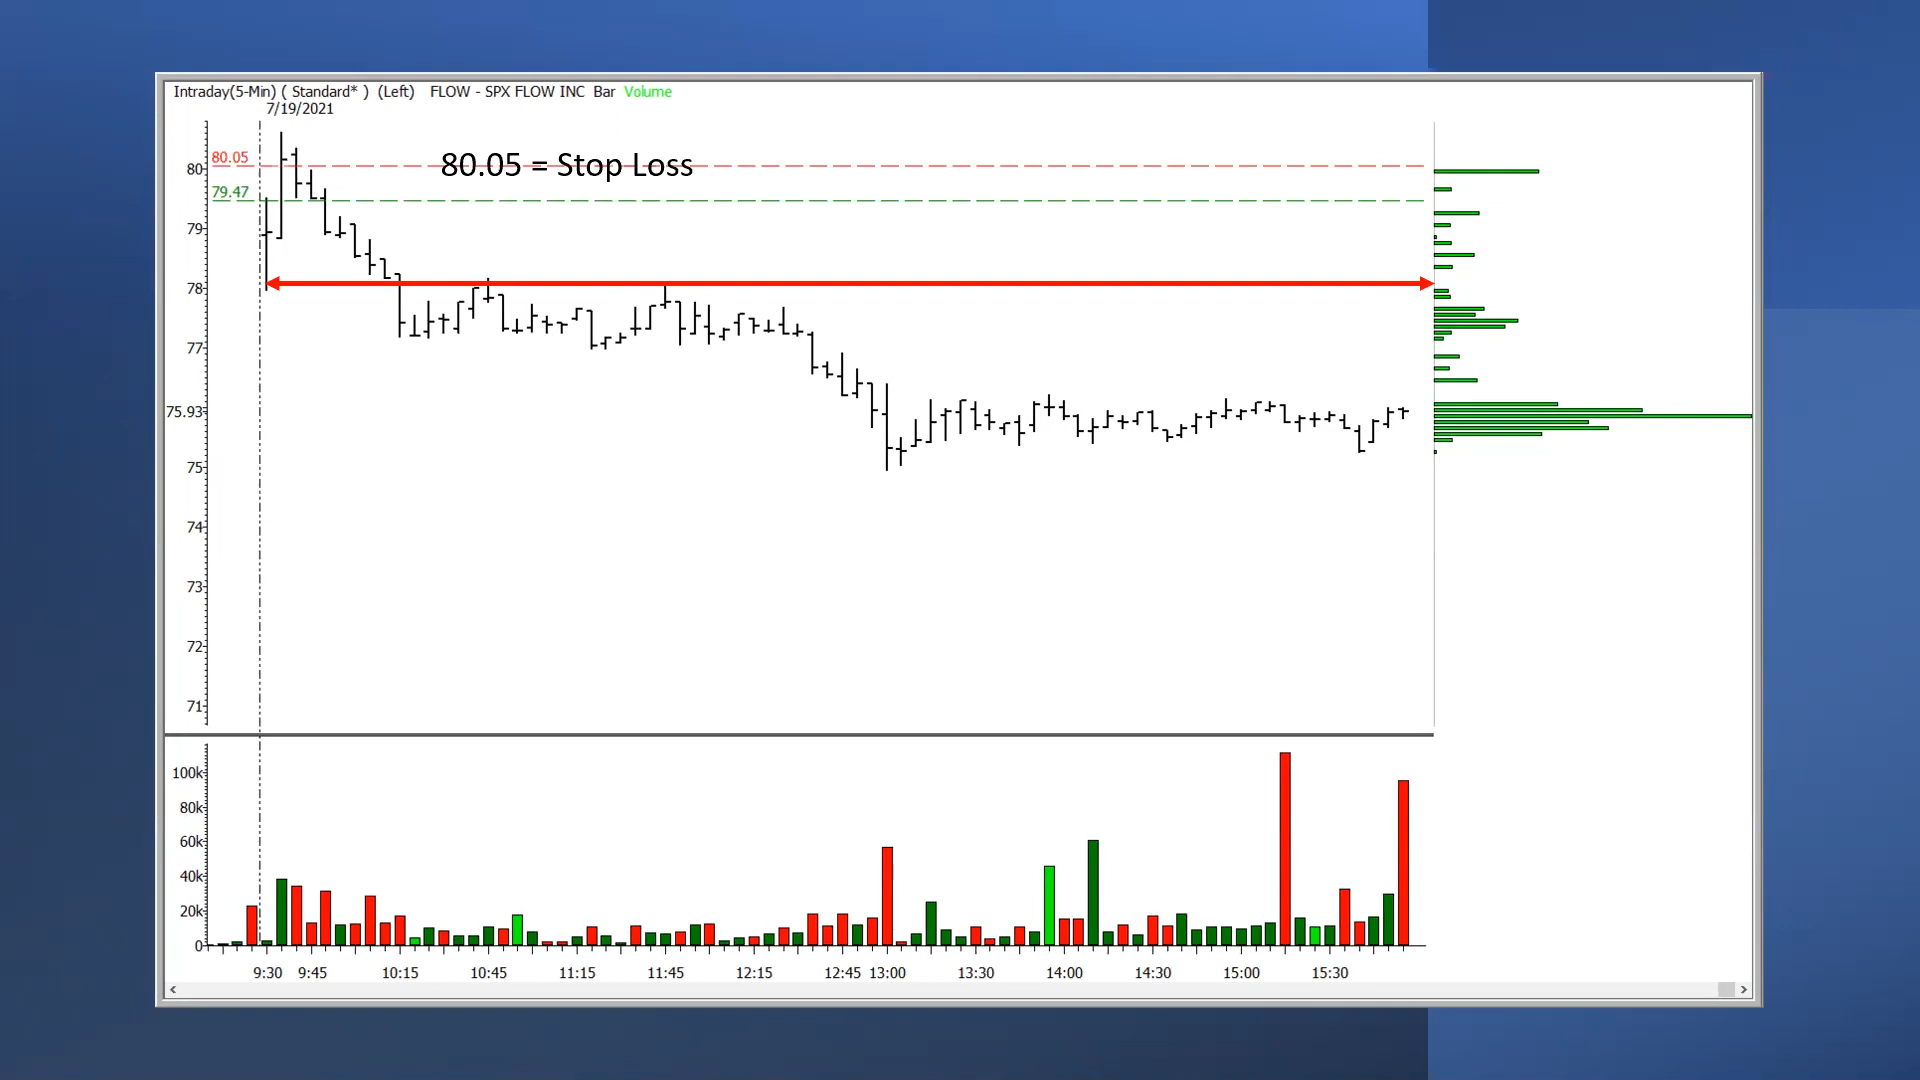 Intraday(5-Min) ( Standard* ) (Left) FLOW - SPX FLOW INC Bar Volume
7/19/2021
80.05 = Stop Loss
80.05
80
79.47
79
78
77
75.93
75
74
73
72
71
100k
80k
60k
40k
20k
0
9:30 9:45 10:15 10:45 11:15 11:45 12:15 12:45 13:00 13:30 14:00 14:30 15:00 15:30